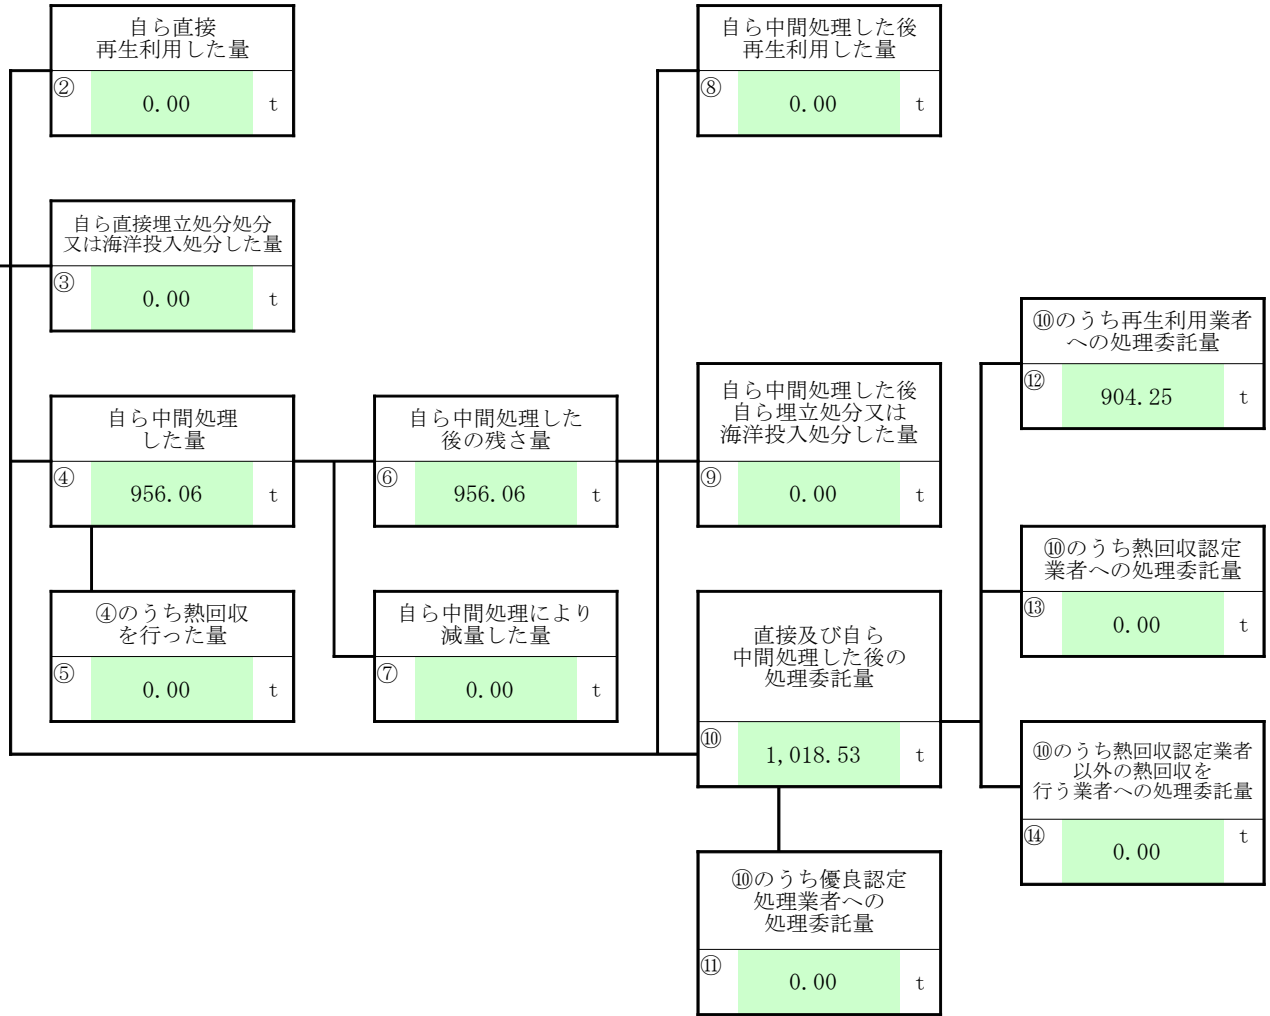 自ら直接
再生利用した量
② 0.00 t
自ら中間処理した後
再生利用した量
⑧ 0.00 t
自ら直接埋立処分処分
又は海洋投入処分した量
③ 0.00 t
⑩のうち再生利用業者
への処理委託量
⑫ 904.25 t
自ら中間処理
した量
④ 956.06 t
自ら中間処理した
後の残さ量
⑥ 956.06 t
自ら中間処理した後
自ら埋立処分又は
海洋投入処分した量
⑨ 0.00 t
⑩のうち熱回収認定
業者への処理委託量
⑬ 0.00 t
④のうち熱回収
を行った量
⑤ 0.00 t
自ら中間処理により
減量した量
⑦ 0.00 t
直接及び自ら
中間処理した後の
処理委託量
⑩ 1,018.53 t
⑩のうち熱回収認定業者
以外の熱回収を
行う業者への処理委託量
⑭ 0.00 t
⑩のうち優良認定
処理業者への
処理委託量
⑪ 0.00 t